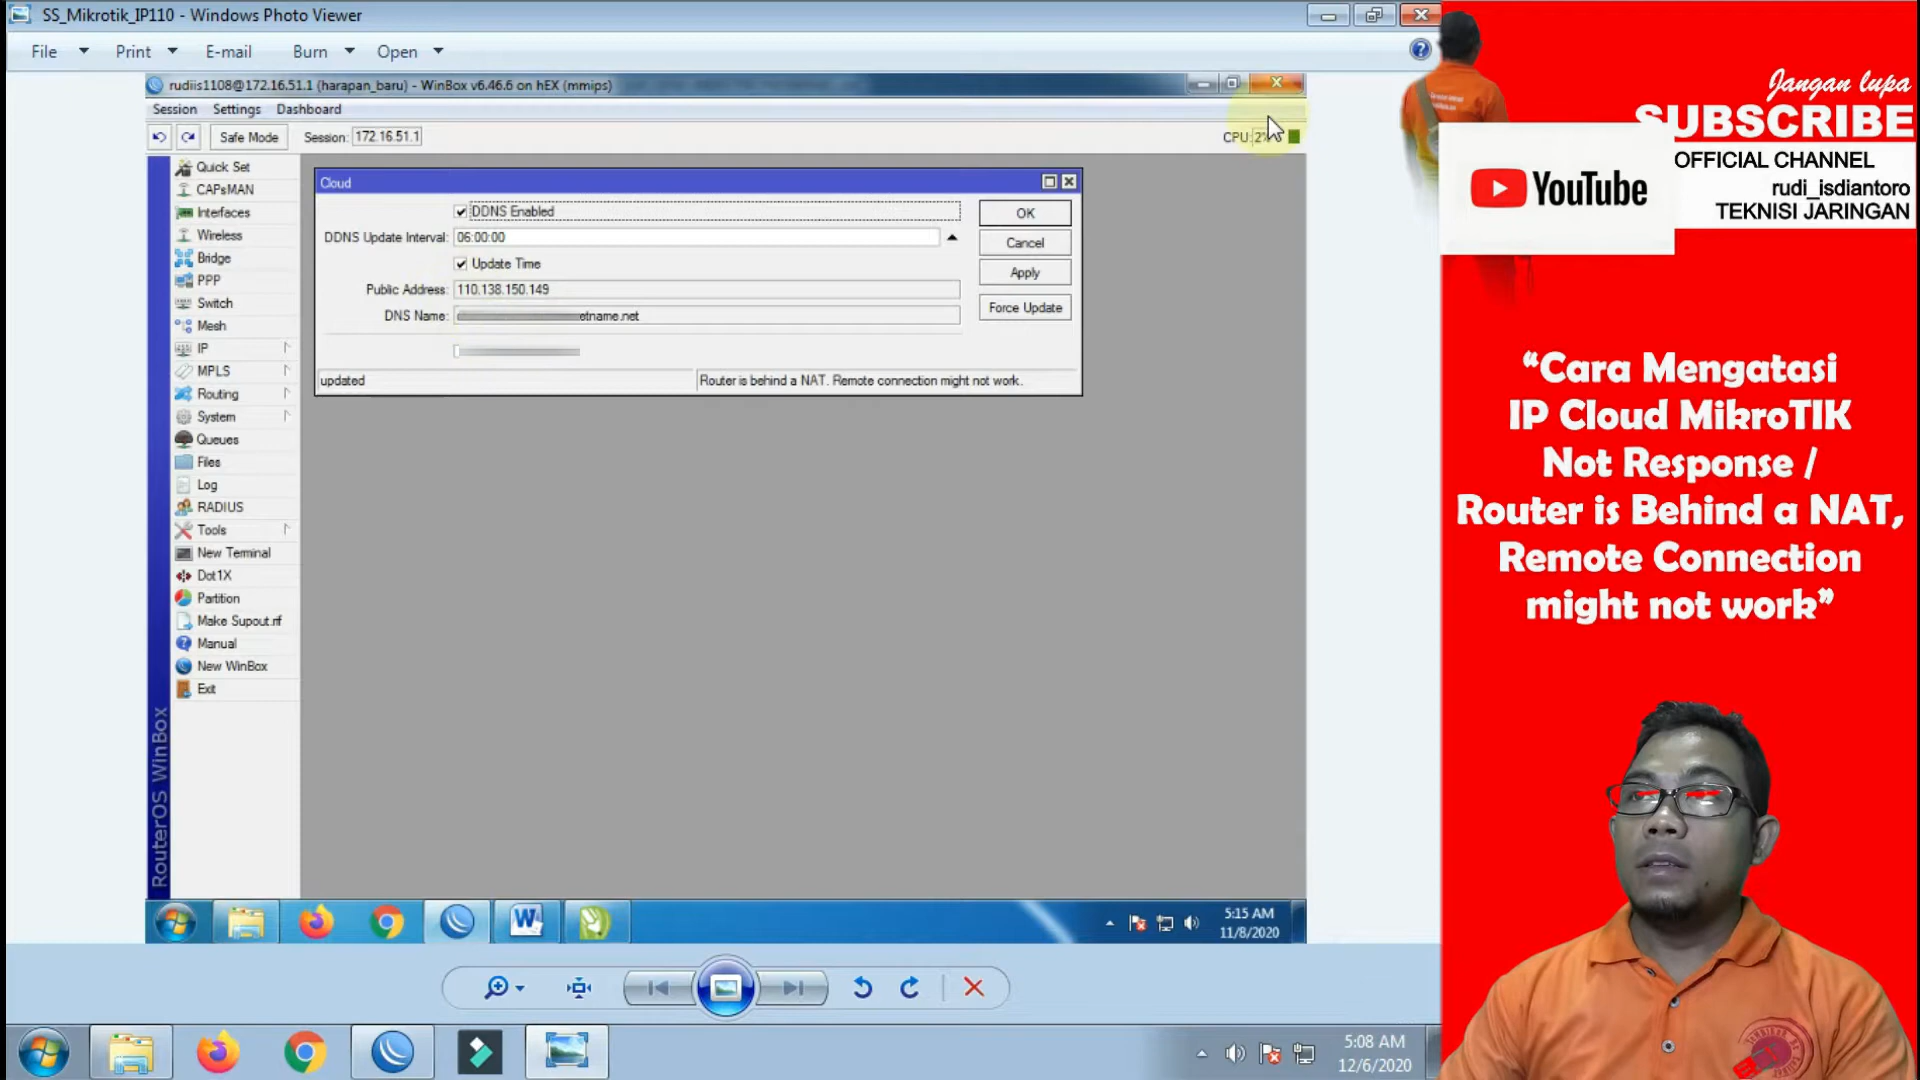 SS_Mikrotik_IP110 - Windows Photo Viewer
File Print E-mail Burn Open
rudiis1108@172.16.51.1 (harapan_baru) - WinBox v6.46.6 on hEX (mmips)
Session Settings Dashboard
Safe Mode Session: 172.16.51.1 CPU:
Quick Set
CAPsMAN
Interfaces
Wireless
Bridge
PPP
Switch
Mesh
IP
MPLS
Routing
System
Queues
Files
Log
RADIUS
Tools
New Terminal
Dot1X
Partition
Make Supout.rif
Manual
New WinBox
Exit
RouterOS WinBox
Cloud
DDNS Enabled
DDNS Update Interval: 06:00:00
Update Time
Public Address: 110.138.150.149
DNS Name: etname.net
OK
Cancel
Apply
Force Update
updated
Router is behind a NAT. Remote connection might not work.
5:15 AM
11/8/2020
5:08 AM
12/6/2020
Jangan lupa
SUBSCRIBE
YouTube
OFFICIAL CHANNEL
rudi_isdiantoro
TEKNISI JARINGAN
“Cara Mengatasi
IP Cloud MikroTIK
Not Response /
Router is Behind a NAT,
Remote Connection
might not work”